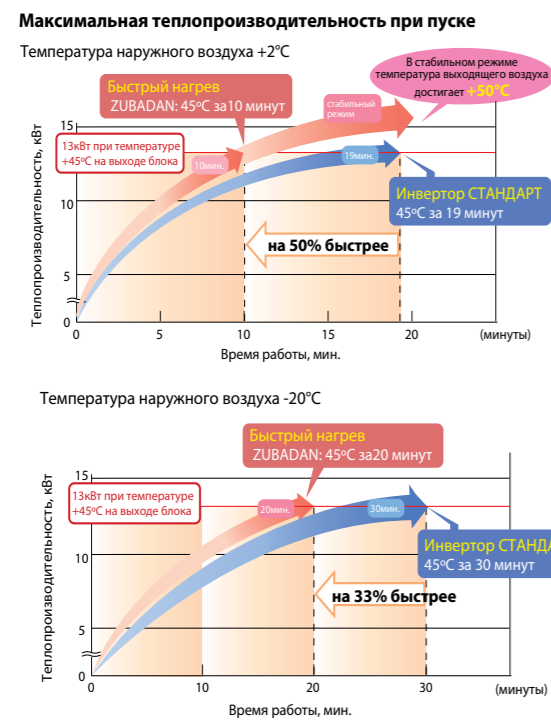 Максимальная теплопроизводительность при пуске
Температура наружного воздуха +2°C
В стабильном режиме
температура выходящего воздуха
достигает +50°C
Быстрый нагрев
ZUBADAN: 45ºC за10 минут
стабильный
режим
Теплопроизводительность, кВт
15
13кВт при температуре
+45°C на выходе блока
10мин.
19мин.
Инвертор СТАНДАРТ
45ºC за 19 минут
10
на 50% быстрее
5
0
0 5 10 15 20 (минуты)
Время работы, мин.
Температура наружного воздуха -20°C
Быстрый нагрев
ZUBADAN: 45ºC за20 минут
Теплопроизводительность, кВт
15
13кВт при температуре
+45°C на выходе блока
20мин.
30мин.
Инвертор СТАНДА
45ºC за 30 минут
10
на 33% быстрее
5
0
0 10 20 30 (минуты)
Время работы, мин.